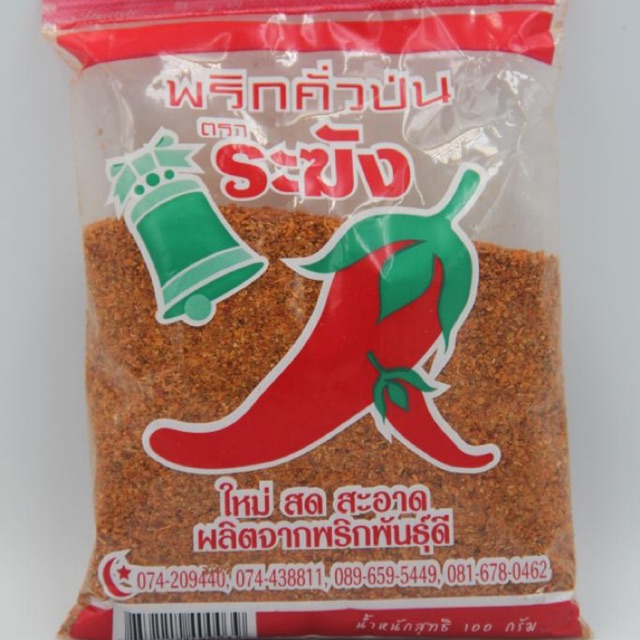 พริกคั่วป่น
ตรา
ระฆัง
ใหม่ สด สะอาด
ผลิตจากพริกพันธุ์ดี
074-209440, 074-438811, 089-659-5449, 081-678-0462
น้ำหนักสุทธิ 100 กรัม